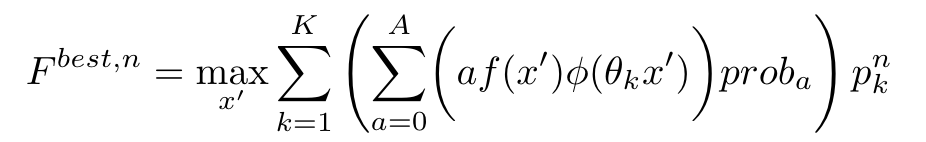 F^{best,n} = \max_{x'} \sum_{k=1}^{K} \left( \sum_{a=0}^{A} \Big( a f(x') \phi(\theta_k x') \Big) prob_a \right) p_k^n